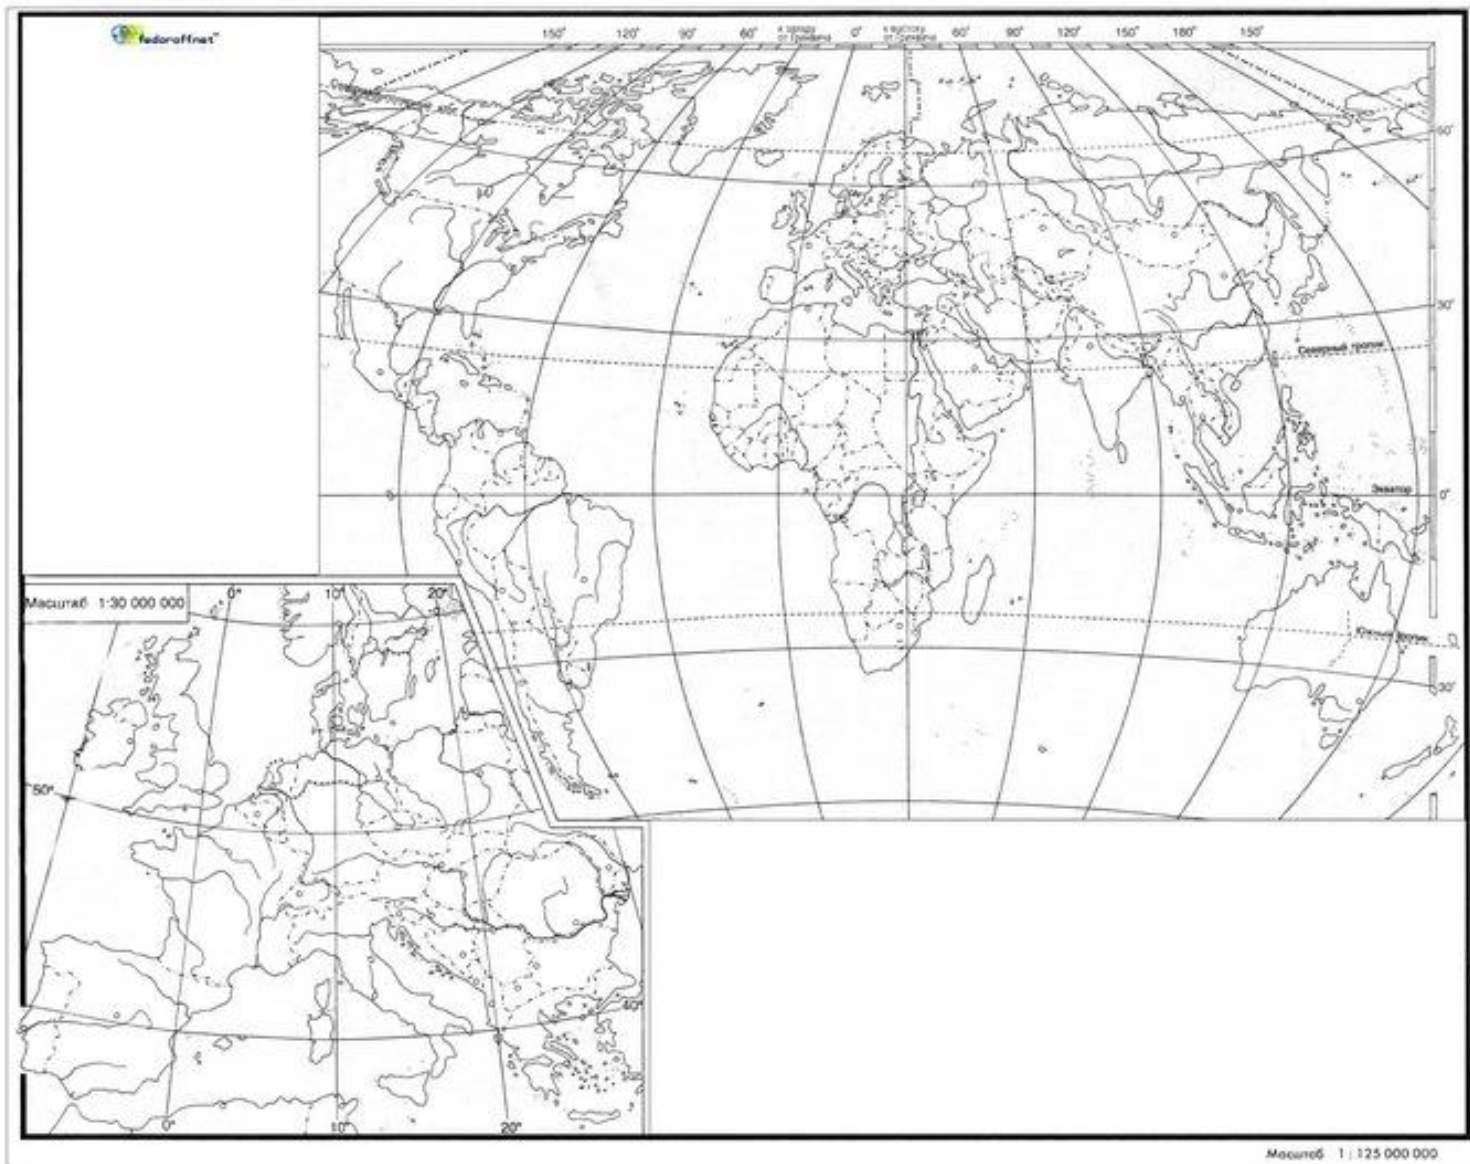 fedoroff.net
150° 120° 90° 60° к западу от Гринвича 0° к востоку от Гринвича 60° 90° 120° 150° 180° 150°
60°
30°
Северный тропик
Экватор
0°
Южный тропик
30°
Масштаб 1:30 000 000
0° 10° 20°
50°
40°
0° 10° 20°
Масштаб 1 : 125 000 000